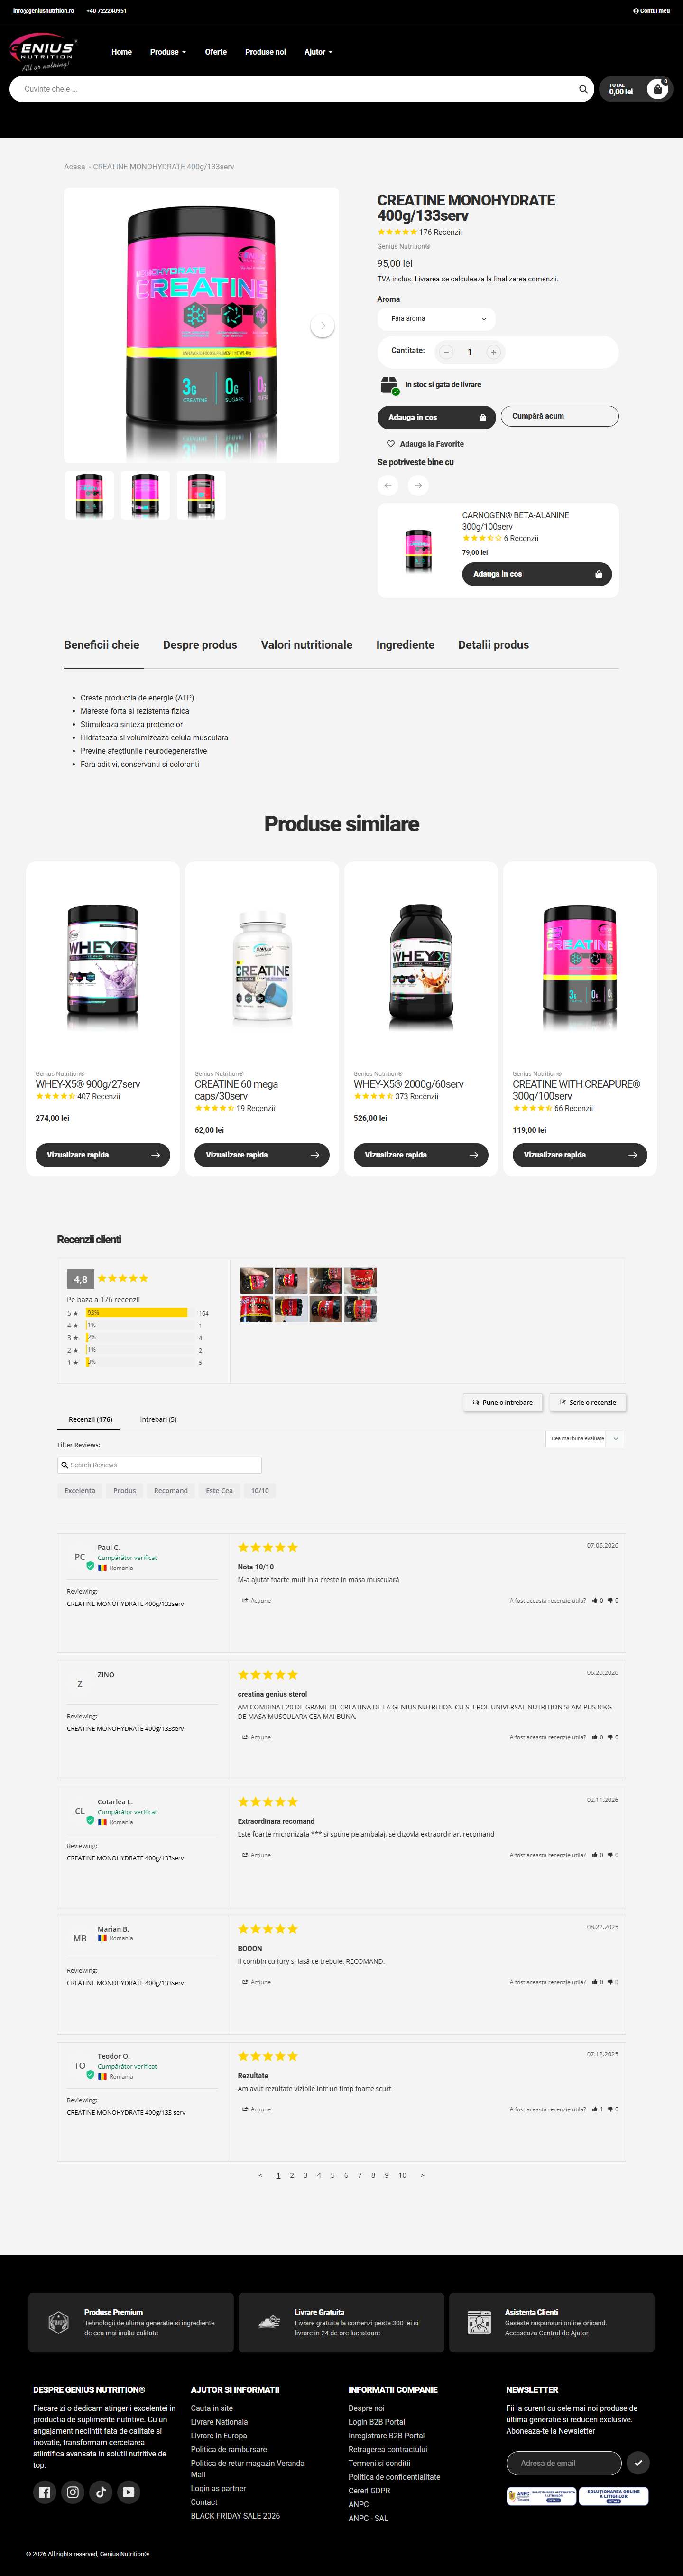 info@geniusnutrition.ro
+40 722240951
Contul meu
GENIUS
NUTRITION
All or nothing!
Home
Produse
Oferte
Produse noi
Ajutor
Cuvinte cheie ...
TOTAL
0,00 lei
0
Acasa - CREATINE MONOHYDRATE 400g/133serv
MONOHYDRATE
CREATINE
3G
CREATINE
0G
SUGARS
CREATINE MONOHYDRATE
400g/133serv
176 Recenzii
Genius Nutrition®
95,00 lei
TVA inclus. Livrarea se calculeaza la finalizarea comenzii.
Aroma
Fara aroma
Cantitate:
− 1 +
In stoc si gata de livrare
Adauga in cos
Cumpără acum
Adauga la Favorite
Se potriveste bine cu
CARNOGEN® BETA-ALANINE
300g/100serv
6 Recenzii
79,00 lei
Adauga in cos
Beneficii cheie
Despre produs
Valori nutritionale
Ingrediente
Detalii produs
Creste productia de energie (ATP)
Mareste forta si rezistenta fizica
Stimuleaza sinteza proteinelor
Hidrateaza si volumizeaza celula musculara
Previne afectiunile neurodegenerative
Fara aditivi, conservanti si coloranti
Produse similare
WHEY X5
CREATINE
WHEY X5
CREATINE
Genius Nutrition®
WHEY-X5® 900g/27serv
407 Recenzii
274,00 lei
Vizualizare rapida
Genius Nutrition®
CREATINE 60 mega
caps/30serv
19 Recenzii
62,00 lei
Vizualizare rapida
Genius Nutrition®
WHEY-X5® 2000g/60serv
373 Recenzii
526,00 lei
Vizualizare rapida
Genius Nutrition®
CREATINE WITH CREAPURE®
300g/100serv
66 Recenzii
119,00 lei
Vizualizare rapida
Recenzii clienti
4,8
Pe baza a 176 recenzii
5 ★ 93% 164
4 ★ 1% 1
3 ★ 2% 4
2 ★ 1% 2
1 ★ 3% 5
Pune o intrebare
Scrie o recenzie
Recenzii (176)
Intrebari (5)
Filter Reviews:
Cea mai buna evaluare
Search Reviews
Excelenta
Produs
Recomand
Este Cea
10/10
PC
Paul C.
Cumpărător verificat
Romania
Reviewing:
CREATINE MONOHYDRATE 400g/133serv
07.06.2026
Nota 10/10
M-a ajutat foarte mult in a creste in masa musculară
Acțiune
A fost aceasta recenzie utila? 0 0
Z
ZINO
Reviewing:
CREATINE MONOHYDRATE 400g/133serv
06.20.2026
creatina genius sterol
AM COMBINAT 20 DE GRAME DE CREATINA DE LA GENIUS NUTRITION CU STEROL UNIVERSAL NUTRITION SI AM PUS 8 KG
DE MASA MUSCULARA CEA MAI BUNA.
Acțiune
A fost aceasta recenzie utila? 0 0
CL
Cotarlea L.
Cumpărător verificat
Romania
Reviewing:
CREATINE MONOHYDRATE 400g/133serv
02.11.2026
Extraordinara recomand
Este foarte micronizata *** si spune pe ambalaj, se dizovla extraordinar. recomand
Acțiune
A fost aceasta recenzie utila? 0 0
MB
Marian B.
Romania
Reviewing:
CREATINE MONOHYDRATE 400g/133serv
08.22.2025
BOOON
Il combin cu fury si iasă ce trebuie. RECOMAND.
Acțiune
A fost aceasta recenzie utila? 0 0
TO
Teodor O.
Cumpărător verificat
Romania
Reviewing:
CREATINE MONOHYDRATE 400g/133 serv
07.12.2025
Rezultate
Am avut rezultate vizibile intr un timp foarte scurt
Acțiune
A fost aceasta recenzie utila? 1 0
< 1 2 3 4 5 6 7 8 9 10 >
Produse Premium
Tehnologii de ultima generatie si ingrediente
de cea mai inalta calitate
Livrare Gratuita
Livrare gratuita la comenzi peste 300 lei si
livrare in 24 de ore lucratoare
Asistenta Clienti
Gaseste raspunsuri online oricand.
Acceseaza Centrul de Ajutor
DESPRE GENIUS NUTRITION®
Fiecare zi o dedicam atingerii excelentei in
productia de suplimente nutritive. Cu un
angajament neclintit fata de calitate si
inovatie, transformam cercetarea
stiintifica avansata in solutii nutritive de
top.
AJUTOR SI INFORMATII
Cauta in site
Livrare Nationala
Livrare in Europa
Politica de rambursare
Politica de retur magazin Veranda
Mall
Login as partner
Contact
BLACK FRIDAY SALE 2026
INFORMATII COMPANIE
Despre noi
Login B2B Portal
Inregistrare B2B Portal
Retragerea contractului
Termeni si conditii
Politica de confidentialitate
Cereri GDPR
ANPC
ANPC - SAL
NEWSLETTER
Fii la curent cu cele mai noi produse de
ultima generatie si reduceri exclusive.
Aboneaza-te la Newsletter
Adresa de email
ANPC
SOLUȚIONAREA ALTERNATIVĂ
A LITIGIILOR
DETALII
SOLUȚIONAREA ONLINE
A LITIGIILOR
DETALII
© 2026 All rights reserved, Genius Nutrition®